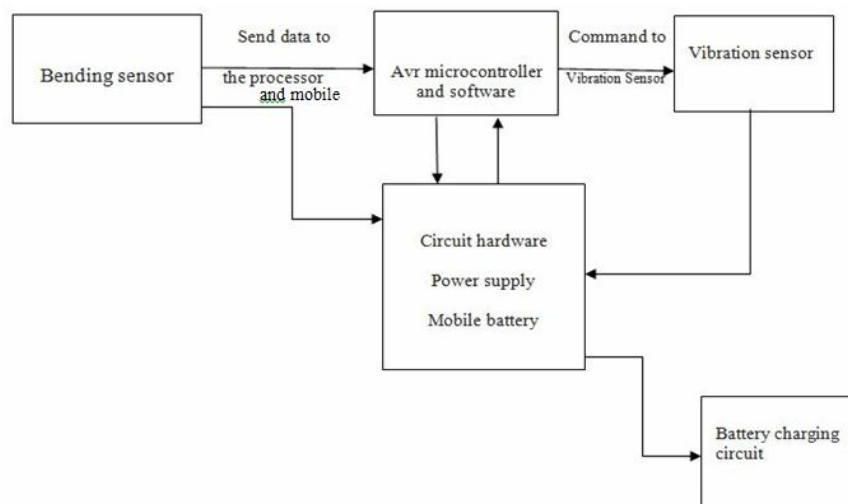 Bending sensor
Send data to
the processor
and mobile
Avr microcontroller
and software
Command to
Vibration Sensor
Vibration sensor
Circuit hardware
Power supply
Mobile battery
Battery charging
circuit